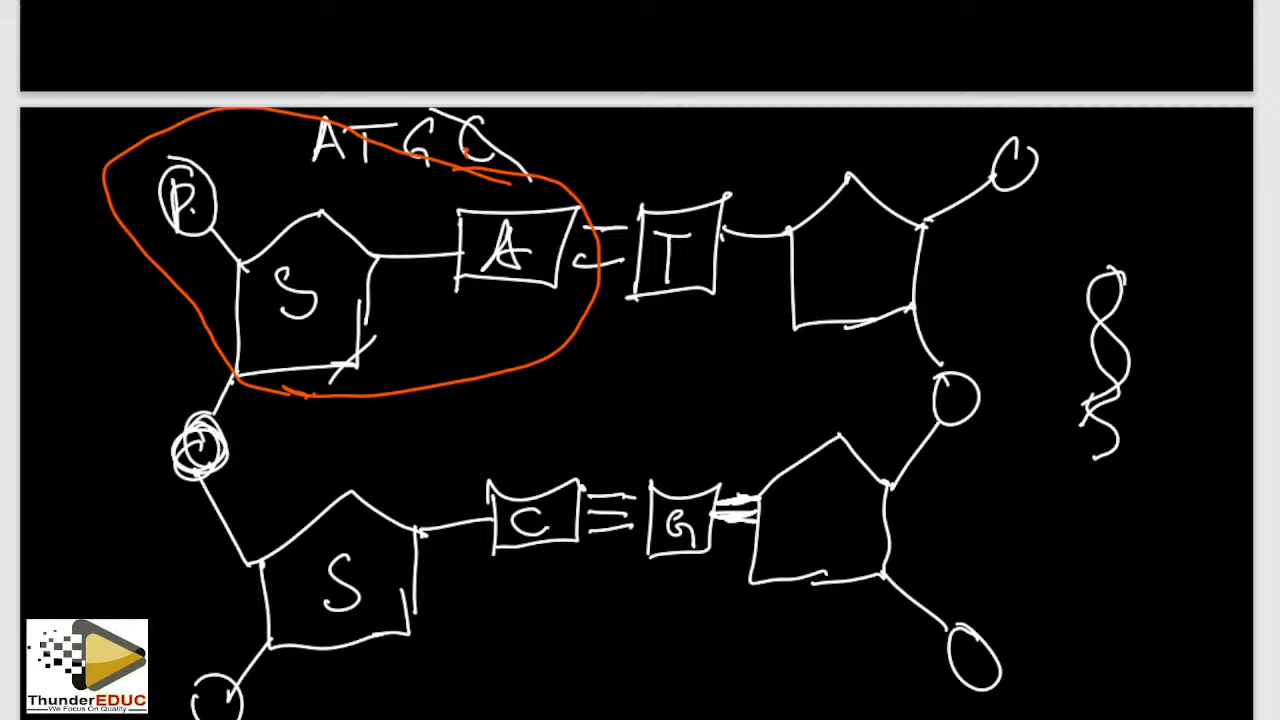 ATGC
P
S
A = T
S
C ≡ G
ThunderEDUC
We Focus On Quality